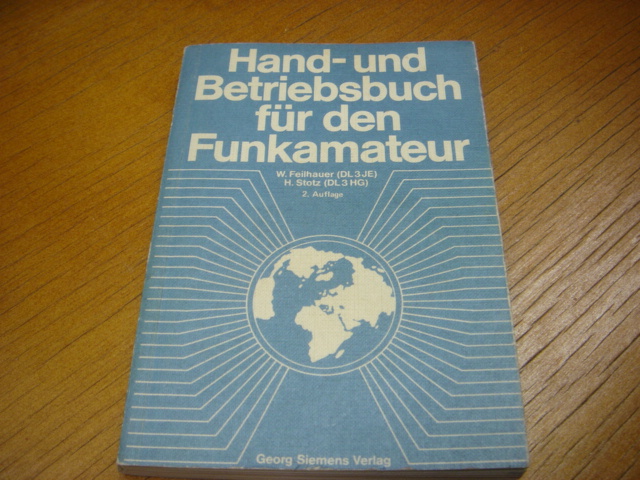 Hand- und
Betriebsbuch
für den
Funkamateur
W. Feilhauer (DL 3 JE)
H. Stotz (DL 3 HG)
2. Auflage
Georg Siemens Verlag